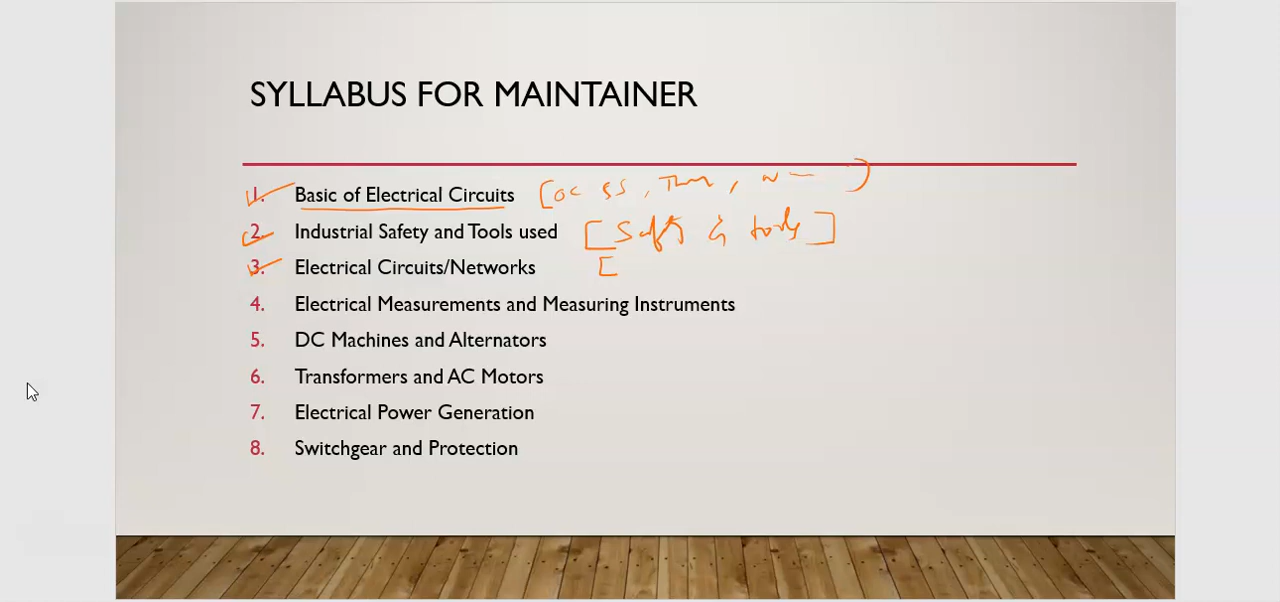 SYLLABUS FOR MAINTAINER
1. Basic of Electrical Circuits
2. Industrial Safety and Tools used [Safty & tools]
3. Electrical Circuits/Networks [
4. Electrical Measurements and Measuring Instruments
5. DC Machines and Alternators
6. Transformers and AC Motors
7. Electrical Power Generation
8. Switchgear and Protection